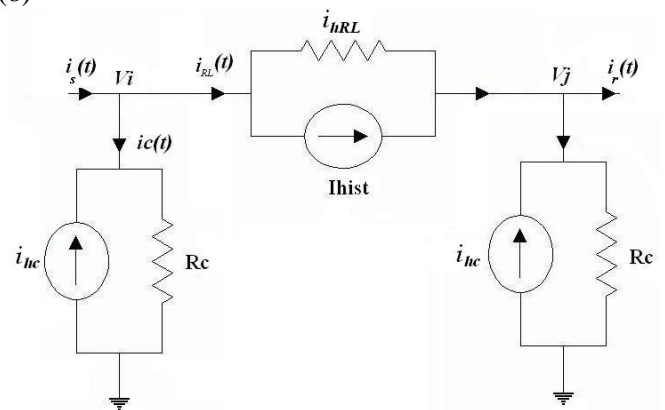 i_hRL
i_s(t) Vi i_RL(t) Vj i_r(t)
ic(t)
Ihist
i_hc Rc i_hc Rc